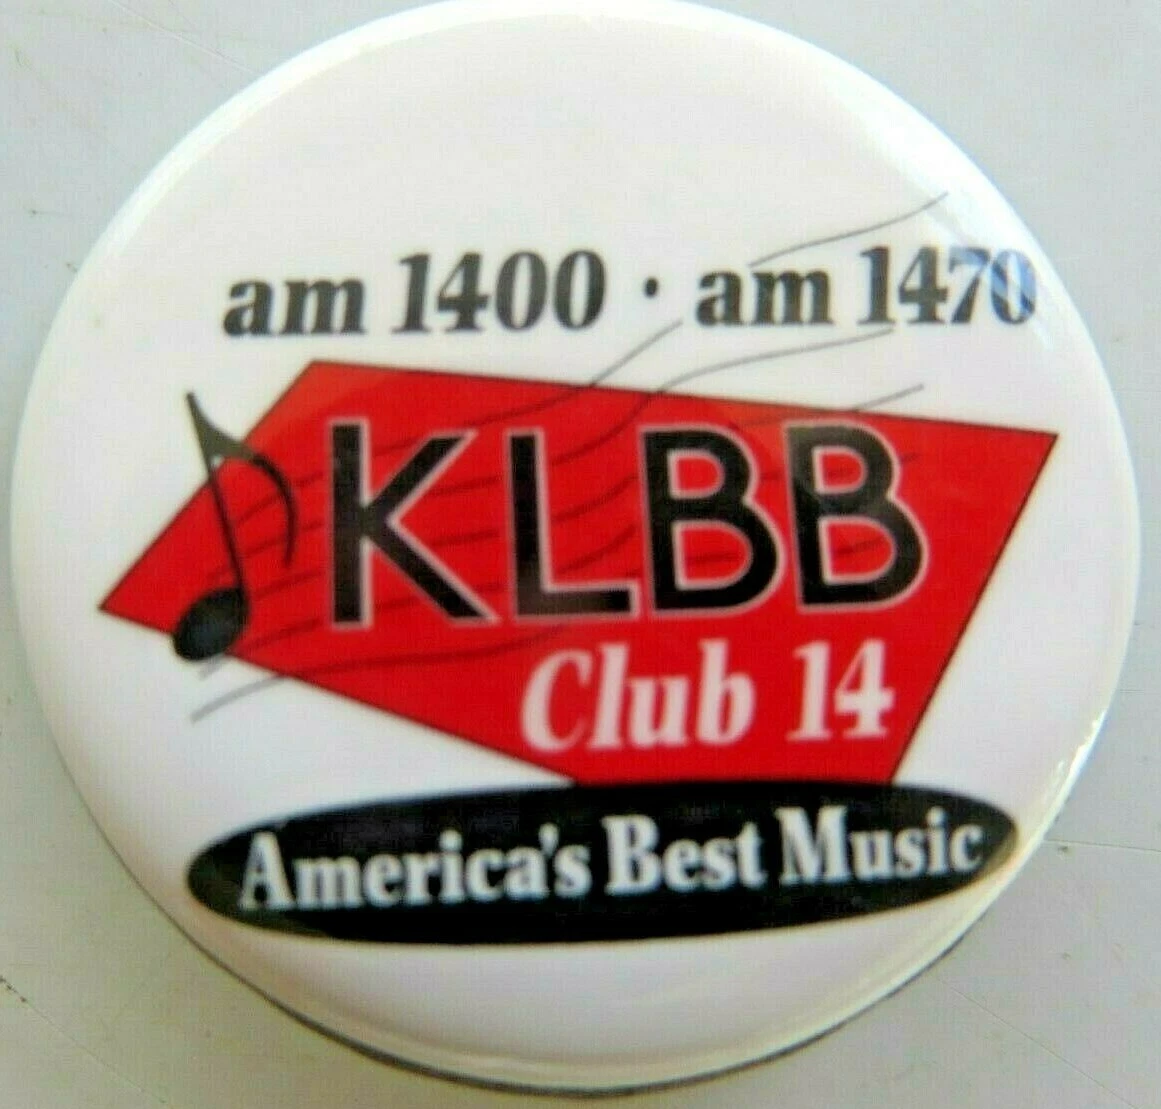 am 1400 · am 1470
KLBB
Club 14
America's Best Music